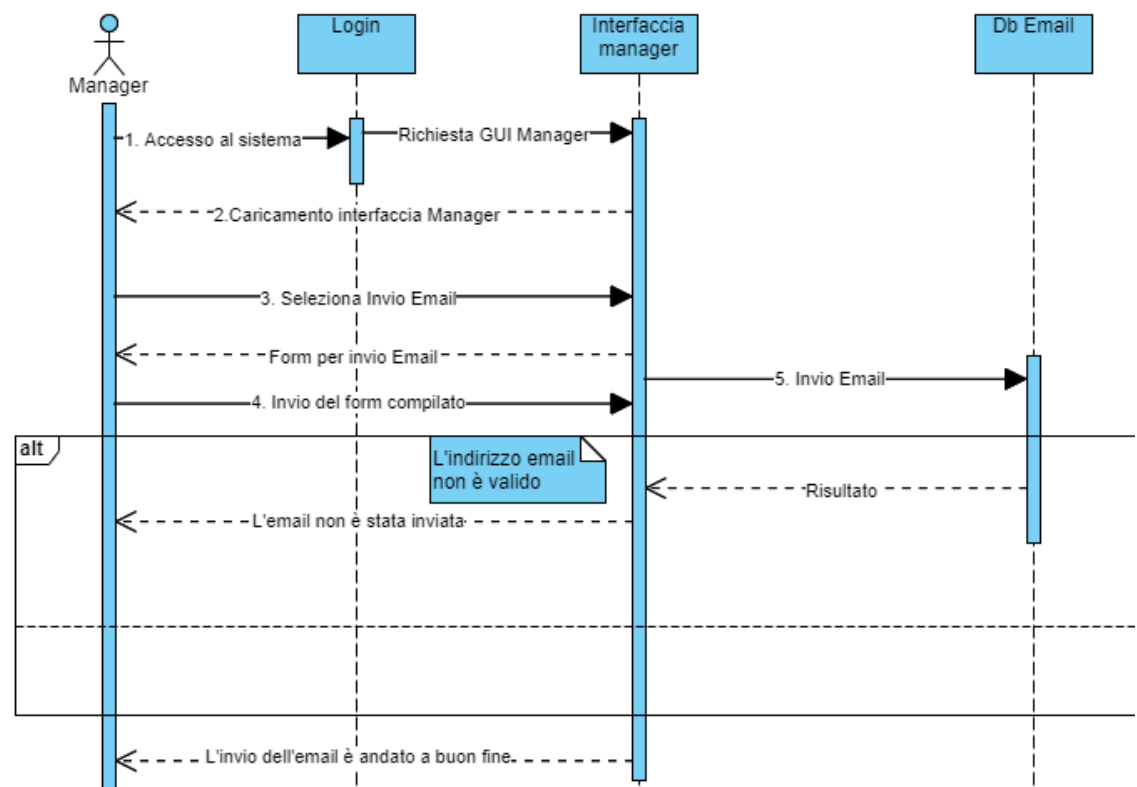 Login
Interfaccia
manager
Db Email
Manager
1. Accesso al sistema
Richiesta GUI Manager
2.Caricamento interfaccia Manager
3. Seleziona Invio Email
Form per invio Email
5. Invio Email
4. Invio del form compilato
alt
L'indirizzo email
non è valido
Risultato
L'email non è stata inviata
L'invio dell'email è andato a buon fine